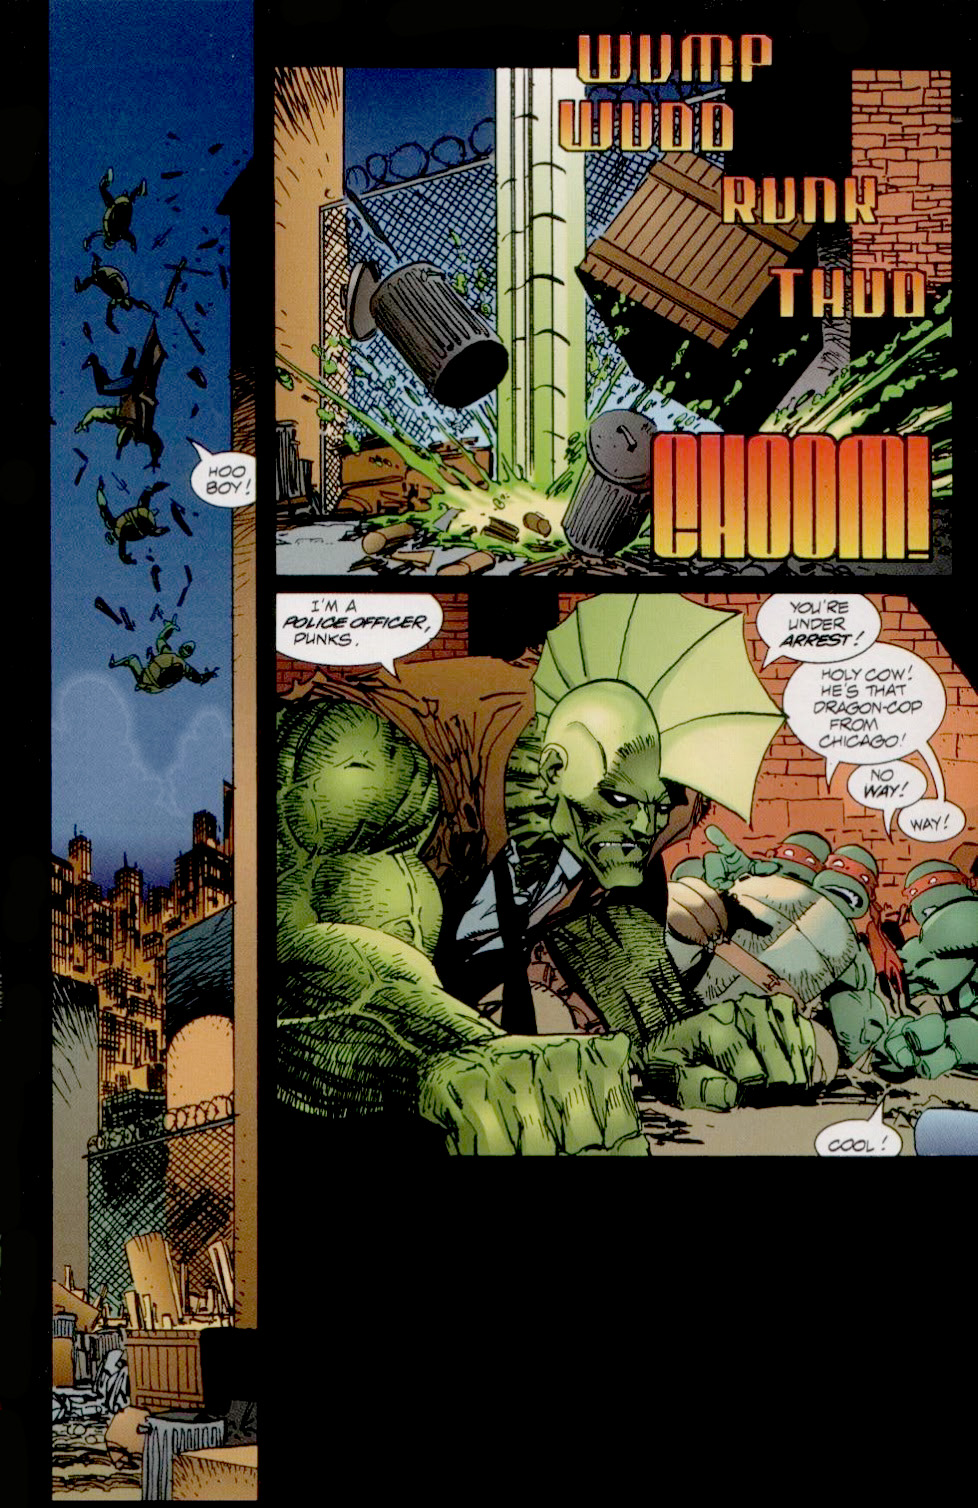 HOO
BOY!
WUMP
WUDD
RUNK
THUD
CHOOM!
I'M A
POLICE OFFICER,
PUNKS.
YOU'RE
UNDER
ARREST!
HOLY COW!
HE'S THAT
DRAGON-COP
FROM
CHICAGO!
NO
WAY!
WAY!
COOL!